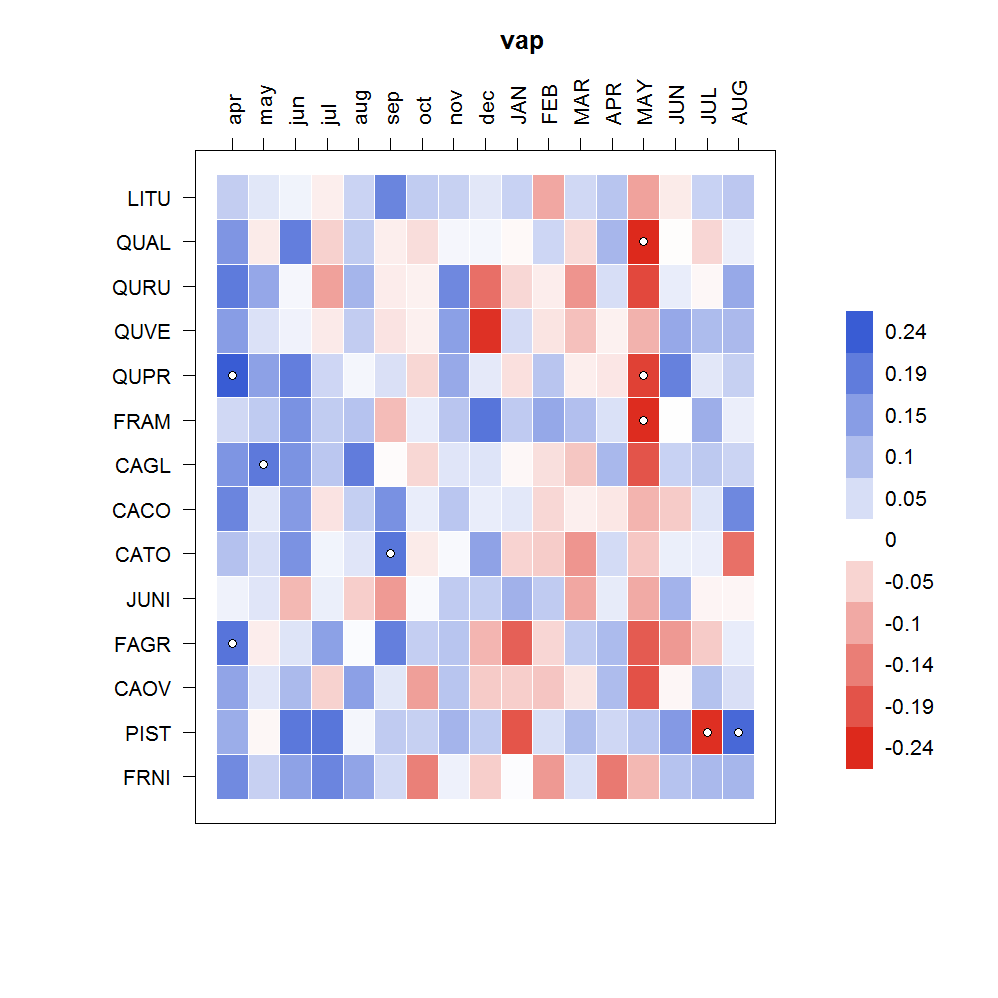 vap
apr may jun jul aug sep oct nov dec JAN FEB MAR APR MAY JUN JUL AUG
LITU
QUAL
QURU
QUVE
QUPR
FRAM
CAGL
CACO
CATO
JUNI
FAGR
CAOV
PIST
FRNI
0.24
0.19
0.15
0.1
0.05
0
-0.05
-0.1
-0.14
-0.19
-0.24